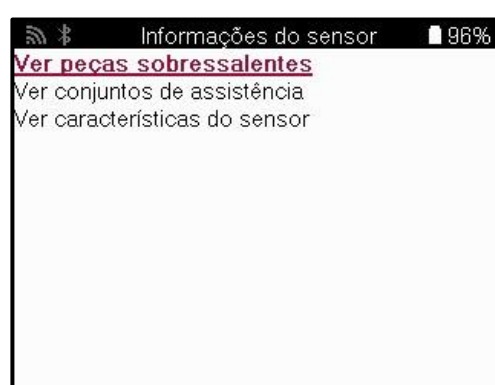 Informações do sensor 96%
Ver peças sobressalentes
Ver conjuntos de assistência
Ver características do sensor